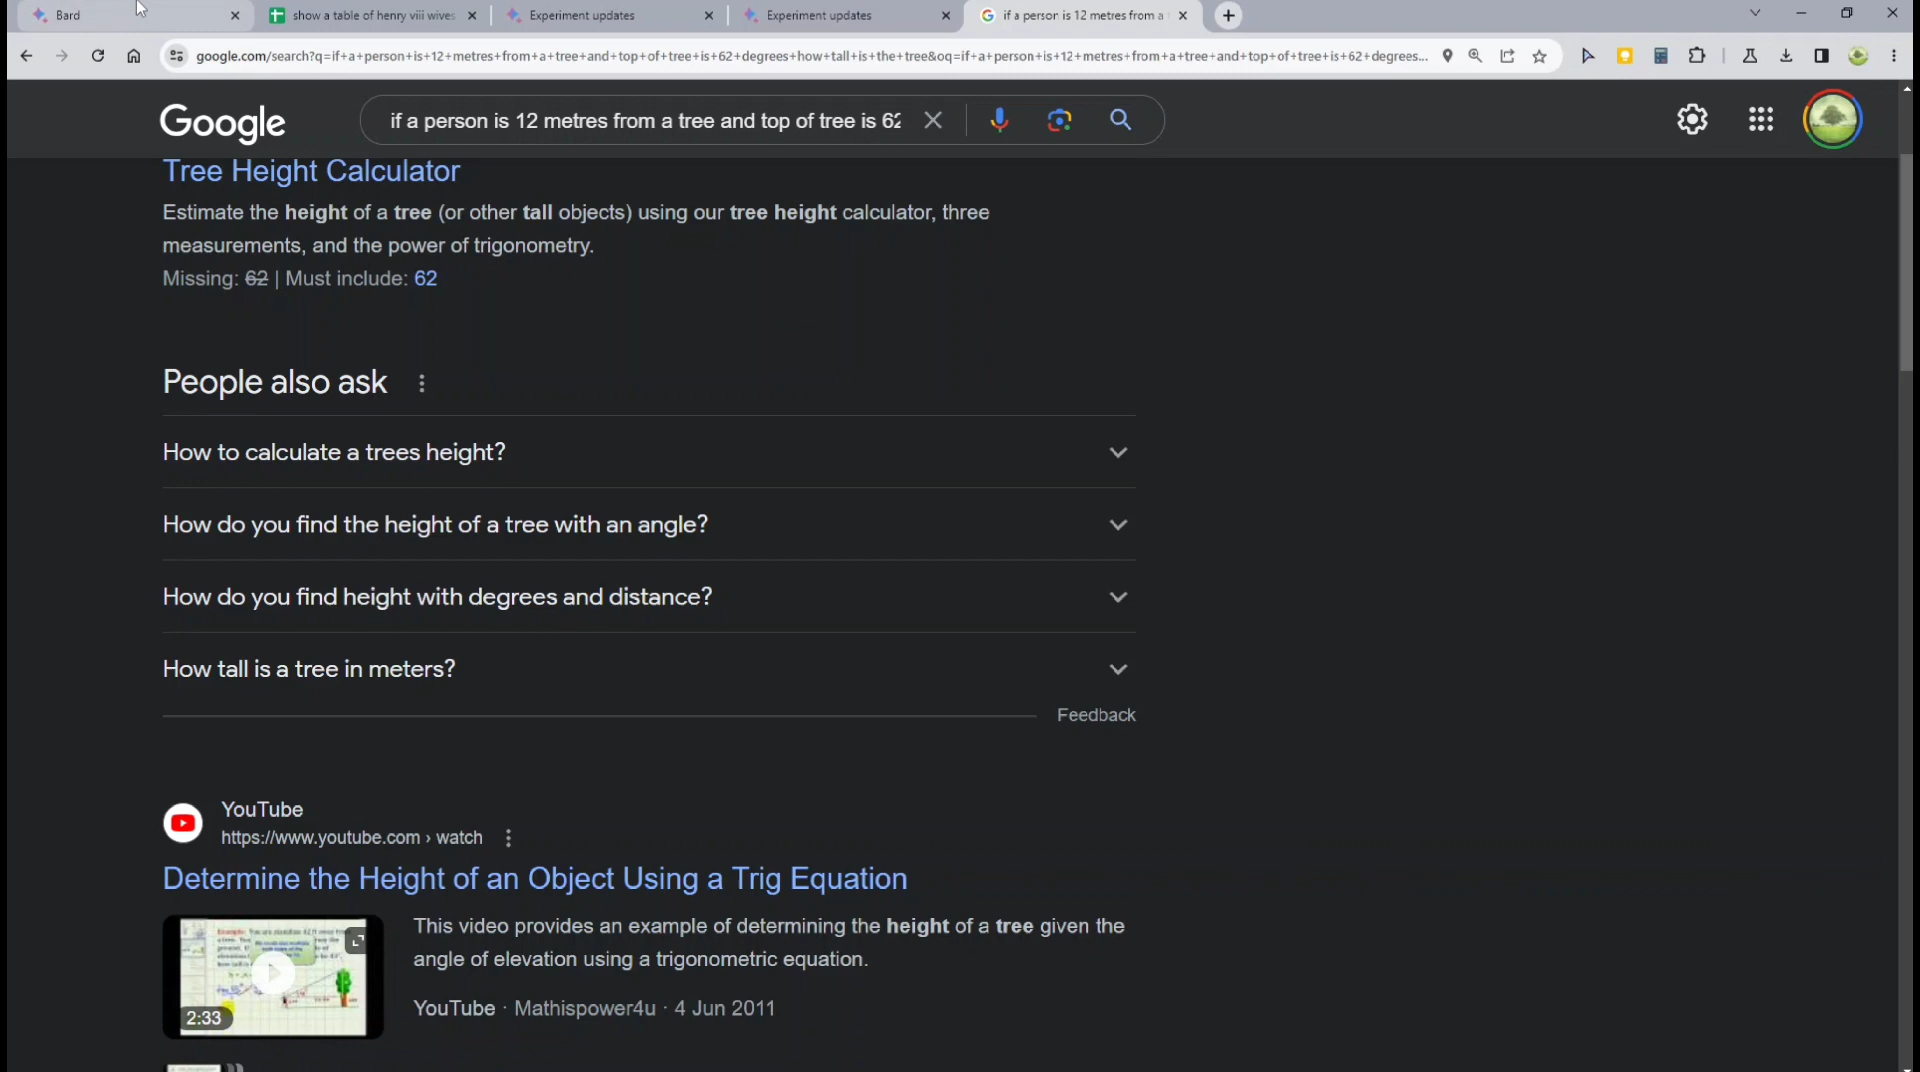 Bard
show a table of henry viii wives
Experiment updates
Experiment updates
if a person is 12 metres from a
google.com/search?q=if+a+person+is+12+metres+from+a+tree+and+top+of+tree+is+62+degrees+how+tall+is+the+tree&oq=if+a+person+is+12+metres+from+a+tree+and+top+of+tree+is+62+degrees...
Google
if a person is 12 metres from a tree and top of tree is 62
Tree Height Calculator
Estimate the height of a tree (or other tall objects) using our tree height calculator, three
measurements, and the power of trigonometry.
Missing: 62 | Must include: 62
People also ask
How to calculate a trees height?
How do you find the height of a tree with an angle?
How do you find height with degrees and distance?
How tall is a tree in meters?
Feedback
YouTube
https://www.youtube.com › watch
Determine the Height of an Object Using a Trig Equation
This video provides an example of determining the height of a tree given the
angle of elevation using a trigonometric equation.
2:33
YouTube · Mathispower4u · 4 Jun 2011